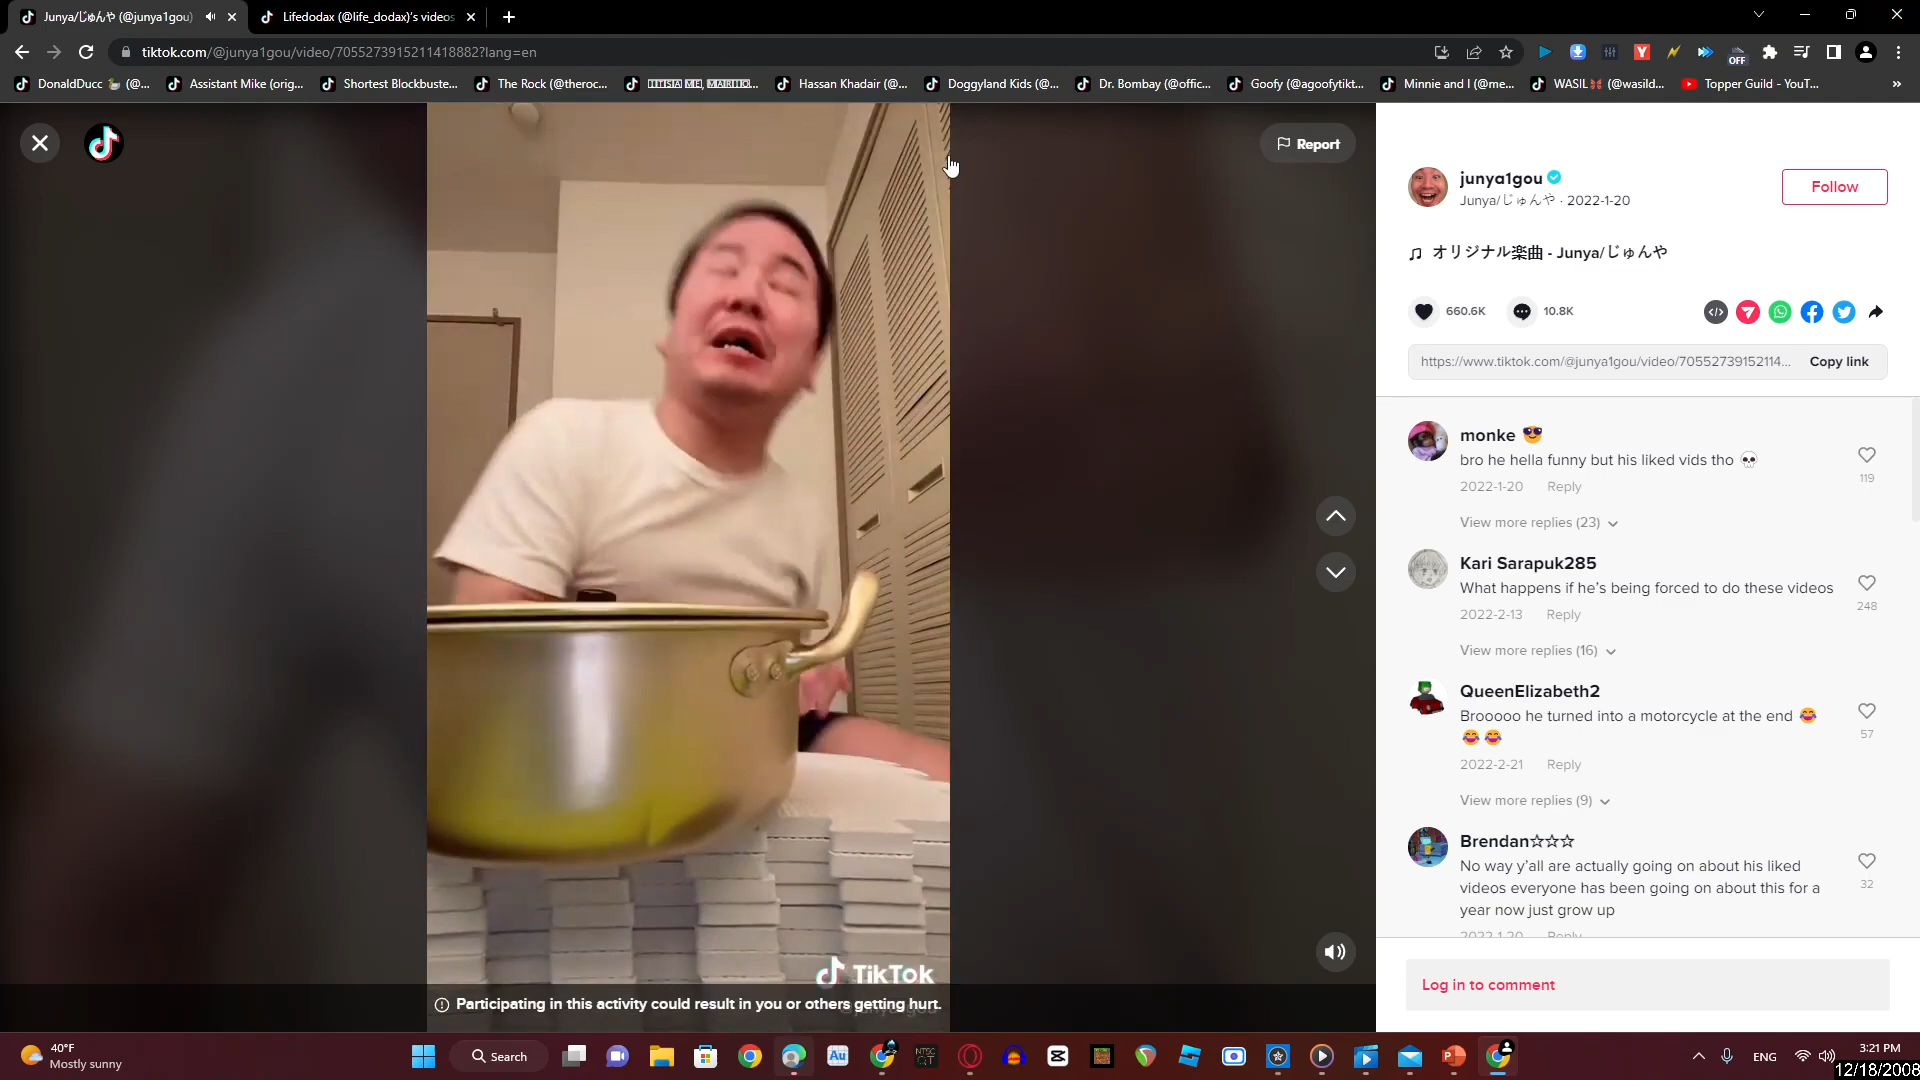 Junya/じゅんや (@junya1gou)
Lifedodax (@life_dodax)'s videos
tiktok.com/@junya1gou/video/7055273915211418882?lang=en
OFF
DonaldDucc 🦆 (@...
Assistant Mike (orig...
Shortest Blockbuste...
The Rock (@theroc...
Hassan Khadair (@...
Doggyland Kids (@...
Dr. Bombay (@offic...
Goofy (@agoofytikt...
Minnie and I (@me...
WASIL (@wasild...
Topper Guild - YouT...
Report
TikTok
Participating in this activity could result in you or others getting hurt.
junya1gou
Junya/じゅんや · 2022-1-20
Follow
オリジナル楽曲 - Junya/じゅんや
660.6K
10.8K
https://www.tiktok.com/@junya1gou/video/70552739152114...
Copy link
monke 😎
bro he hella funny but his liked vids tho 💀
119
2022-1-20 Reply
View more replies (23)
Kari Sarapuk285
What happens if he's being forced to do these videos
248
2022-2-13 Reply
View more replies (16)
QueenElizabeth2
Brooooo he turned into a motorcycle at the end 😂
😂😂
57
2022-2-21 Reply
View more replies (9)
Brendan☆☆☆
No way y'all are actually going on about his liked
videos everyone has been going on about this for a
year now just grow up
32
2022-1-20 Reply
Log in to comment
40°F
Mostly sunny
Search
Au
ENG
3:21 PM
12/18/2008